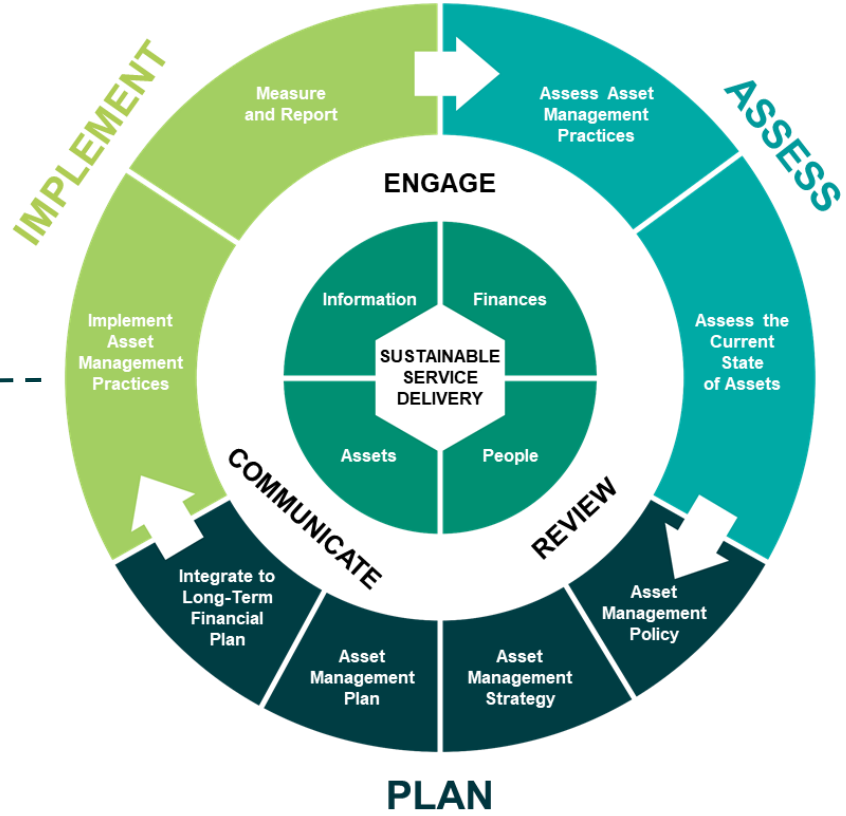 IMPLEMENT
ASSESS
PLAN
Measure
and Report
Assess Asset
Management
Practices
Assess the
Current
State
of Assets
Asset
Management
Policy
Asset
Management
Strategy
Asset
Management
Plan
Integrate to
Long-Term
Financial
Plan
Implement
Asset
Management
Practices
ENGAGE
REVIEW
COMMUNICATE
Information
Finances
SUSTAINABLE
SERVICE
DELIVERY
Assets
People